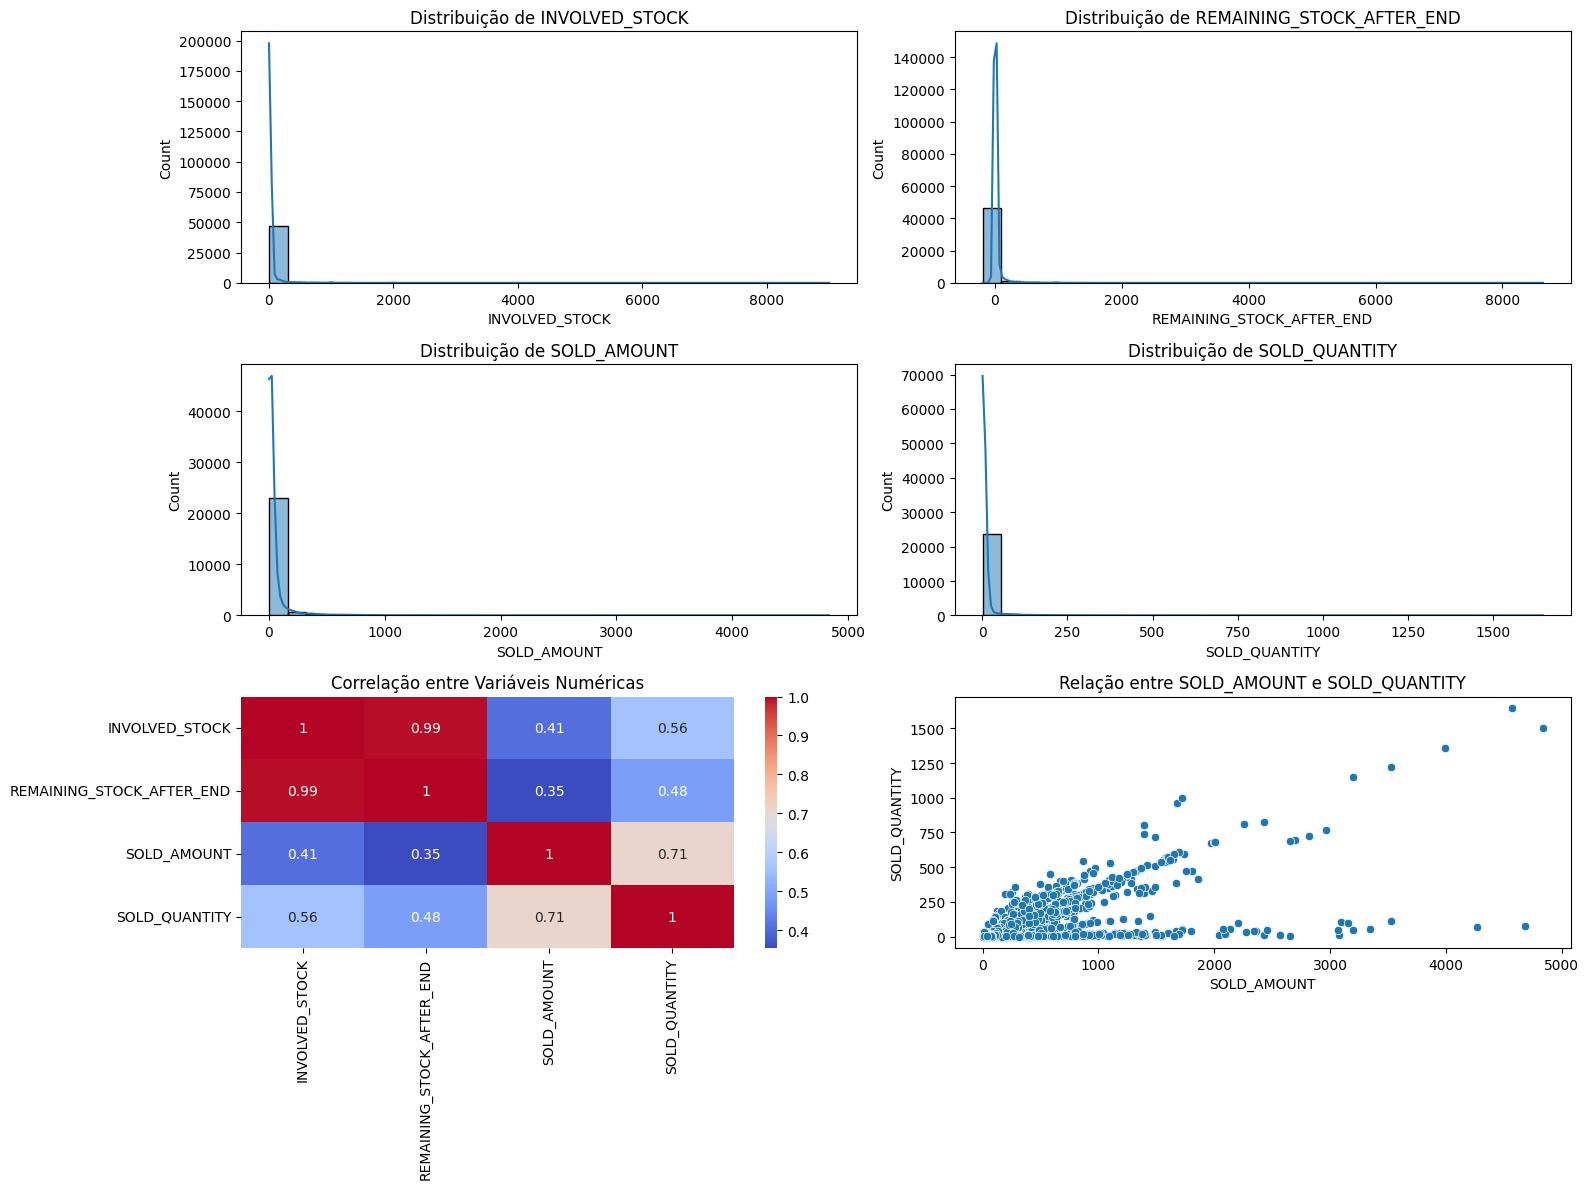 Distribuição de INVOLVED_STOCK
Count
200000
175000
150000
125000
100000
75000
50000
25000
0
0 2000 4000 6000 8000
INVOLVED_STOCK
Distribuição de REMAINING_STOCK_AFTER_END
Count
140000
120000
100000
80000
60000
40000
20000
0
0 2000 4000 6000 8000
REMAINING_STOCK_AFTER_END
Distribuição de SOLD_AMOUNT
Count
40000
30000
20000
10000
0
0 1000 2000 3000 4000 5000
SOLD_AMOUNT
Distribuição de SOLD_QUANTITY
Count
70000
60000
50000
40000
30000
20000
10000
0
0 250 500 750 1000 1250 1500
SOLD_QUANTITY
Correlação entre Variáveis Numéricas
INVOLVED_STOCK 1 0.99 0.41 0.56
REMAINING_STOCK_AFTER_END 0.99 1 0.35 0.48
SOLD_AMOUNT 0.41 0.35 1 0.71
SOLD_QUANTITY 0.56 0.48 0.71 1
INVOLVED_STOCK
REMAINING_STOCK_AFTER_END
SOLD_AMOUNT
SOLD_QUANTITY
1.0
0.9
0.8
0.7
0.6
0.5
0.4
Relação entre SOLD_AMOUNT e SOLD_QUANTITY
SOLD_QUANTITY
1500
1250
1000
750
500
250
0
0 1000 2000 3000 4000 5000
SOLD_AMOUNT